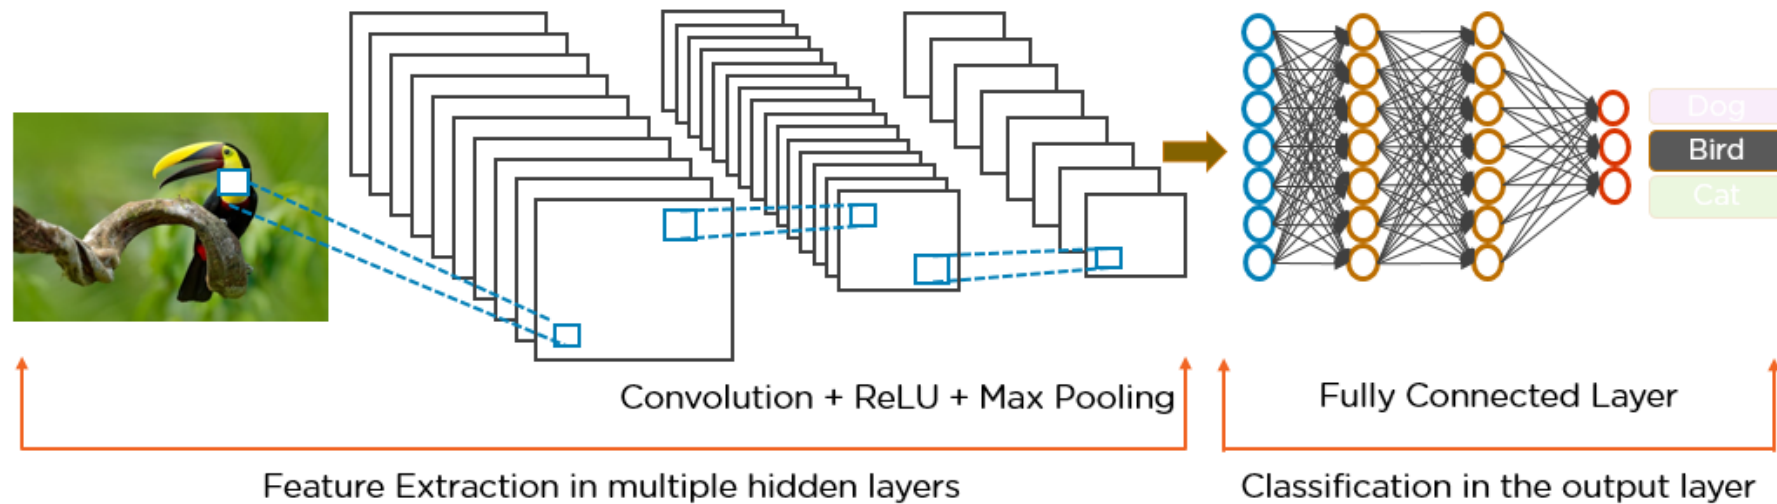 Dog
Bird
Cat
Convolution + ReLU + Max Pooling
Fully Connected Layer
Feature Extraction in multiple hidden layers
Classification in the output layer